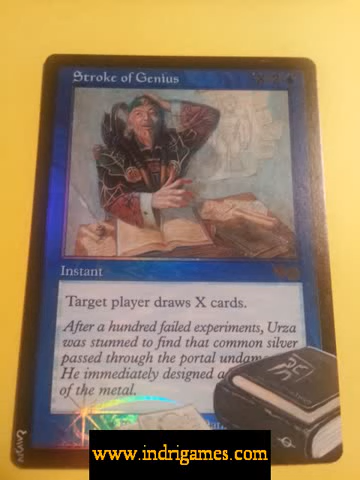 Stroke of Genius
X 2
Instant
Target player draws X cards.
After a hundred failed experiments, Urza
was stunned to find that common silver
passed through the portal
He immediately designed a
of the metal.
www.indrigames.com